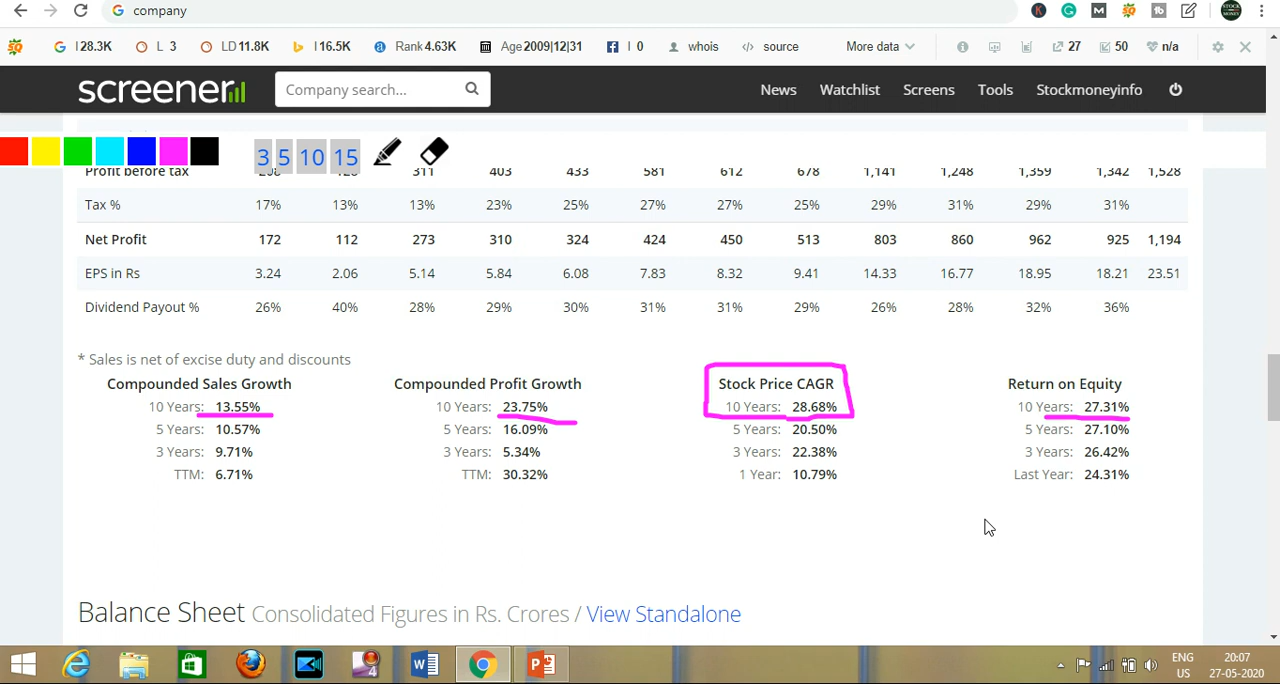 company
I 28.3K L 3 LD 11.8K I 16.5K Rank 4.63K Age 2009|12|31 I 0 whois source More data 27 50 n/a
screener Company search... News Watchlist Screens Tools Stockmoneyinfo
3 5 10 15
Profit before tax 311 403 433 581 612 678 1,141 1,248 1,359 1,342 1,528
Tax % 17% 13% 13% 23% 25% 27% 27% 25% 29% 31% 29% 31%
Net Profit 172 112 273 310 324 424 450 513 803 860 962 925 1,194
EPS in Rs 3.24 2.06 5.14 5.84 6.08 7.83 8.32 9.41 14.33 16.77 18.95 18.21 23.51
Dividend Payout % 26% 40% 28% 29% 30% 31% 31% 29% 26% 28% 32% 36%
* Sales is net of excise duty and discounts
Compounded Sales Growth
10 Years: 13.55%
5 Years: 10.57%
3 Years: 9.71%
TTM: 6.71%
Compounded Profit Growth
10 Years: 23.75%
5 Years: 16.09%
3 Years: 5.34%
TTM: 30.32%
Stock Price CAGR
10 Years: 28.68%
5 Years: 20.50%
3 Years: 22.38%
1 Year: 10.79%
Return on Equity
10 Years: 27.31%
5 Years: 27.10%
3 Years: 26.42%
Last Year: 24.31%
Balance Sheet Consolidated Figures in Rs. Crores / View Standalone
ENG 20:07
US 27-05-2020